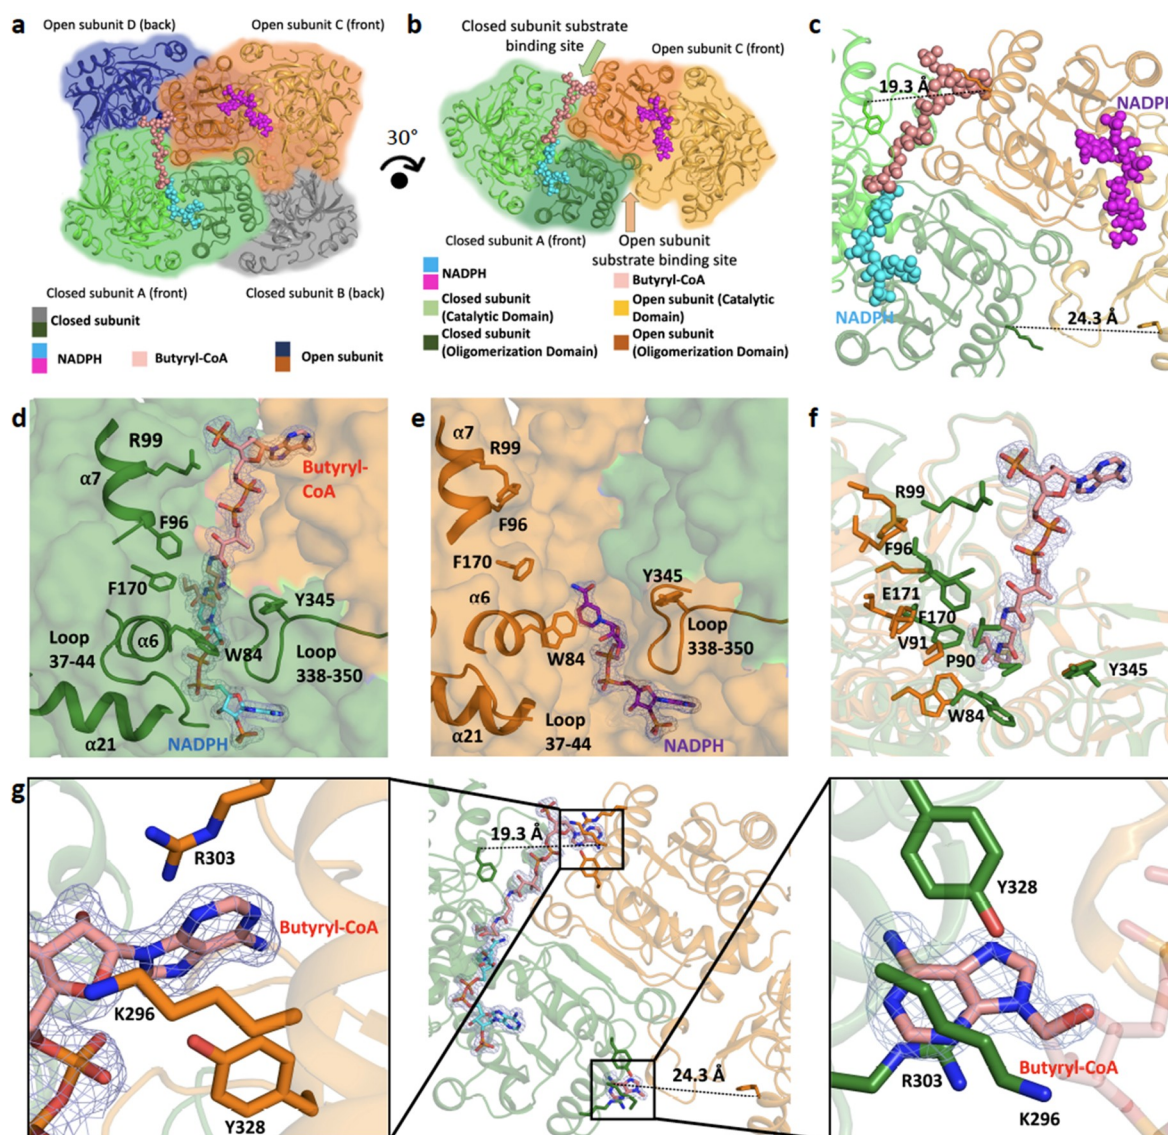 a
Open subunit D (back)
Open subunit C (front)
Closed subunit A (front)
Closed subunit B (back)
Closed subunit
NADPH
Butyryl-CoA
Open subunit
30°
b
Closed subunit substrate
binding site
Open subunit C (front)
Closed subunit A (front)
Open subunit
substrate binding site
NADPH
Butyryl-CoA
Closed subunit
(Catalytic Domain)
Open subunit (Catalytic
Domain)
Closed subunit
(Oligomerization Domain)
Open subunit
(Oligomerization Domain)
c
19.3 Å
NADPH
NADPH
24.3 Å
d
R99
α7
Butyryl-
CoA
F96
F170
Y345
α6
Loop
37-44
W84
Loop
338-350
α21
NADPH
e
α7
R99
F96
F170
Y345
α6
W84
Loop
338-350
Loop
37-44
α21
NADPH
f
R99
F96
E171
F170
V91
P90
Y345
W84
g
R303
Butyryl-CoA
K296
Y328
19.3 Å
24.3 Å
Y328
Butyryl-CoA
R303
K296